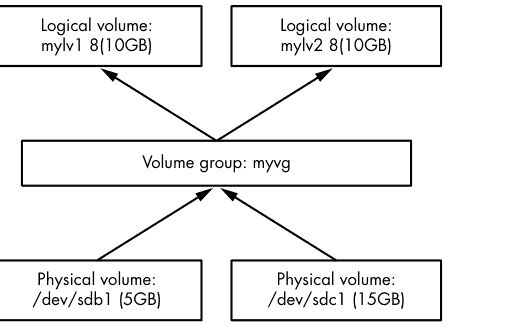 Logical volume:
mylv1 8(10GB)
Logical volume:
mylv2 8(10GB)
Volume group: myvg
Physical volume:
/dev/sdb1 (5GB)
Physical volume:
/dev/sdc1 (15GB)